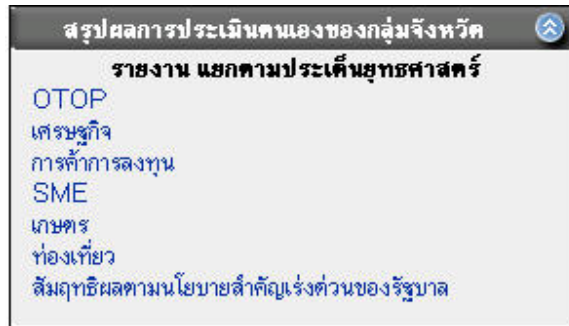 สรุปผลการประเมินตนเองของกลุ่มจังหวัด
รายงาน แยกตามประเด็นยุทธศาสตร์
OTOP
เศรษฐกิจ
การค้าการลงทุน
SME
เกษตร
ท่องเที่ยว
สัมฤทธิผลตามนโยบายสำคัญเร่งด่วนของรัฐบาล